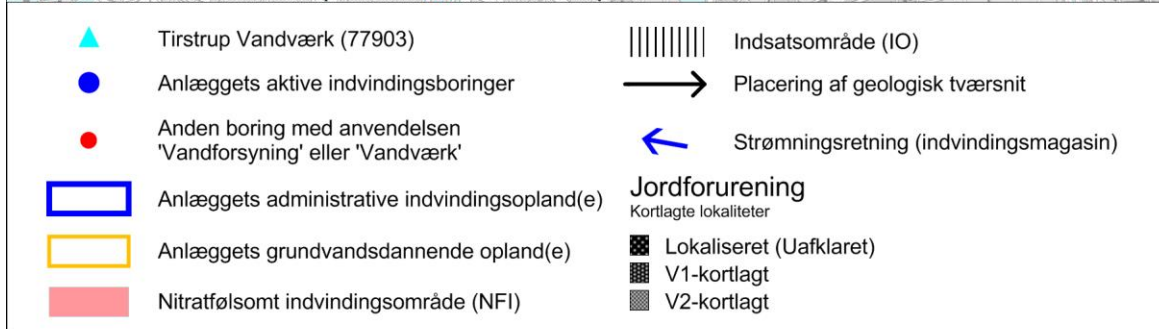 Tirstrup Vandværk (77903)
Anlæggets aktive indvindingsboringer
Anden boring med anvendelsen
'Vandforsyning' eller 'Vandværk'
Anlæggets administrative indvindingsopland(e)
Anlæggets grundvandsdannende opland(e)
Nitratfølsomt indvindingsområde (NFI)
Indsatsområde (IO)
Placering af geologisk tværsnit
Strømningsretning (indvindingsmagasin)
Jordforurening
Kortlagte lokaliteter
Lokaliseret (Uafklaret)
V1-kortlagt
V2-kortlagt